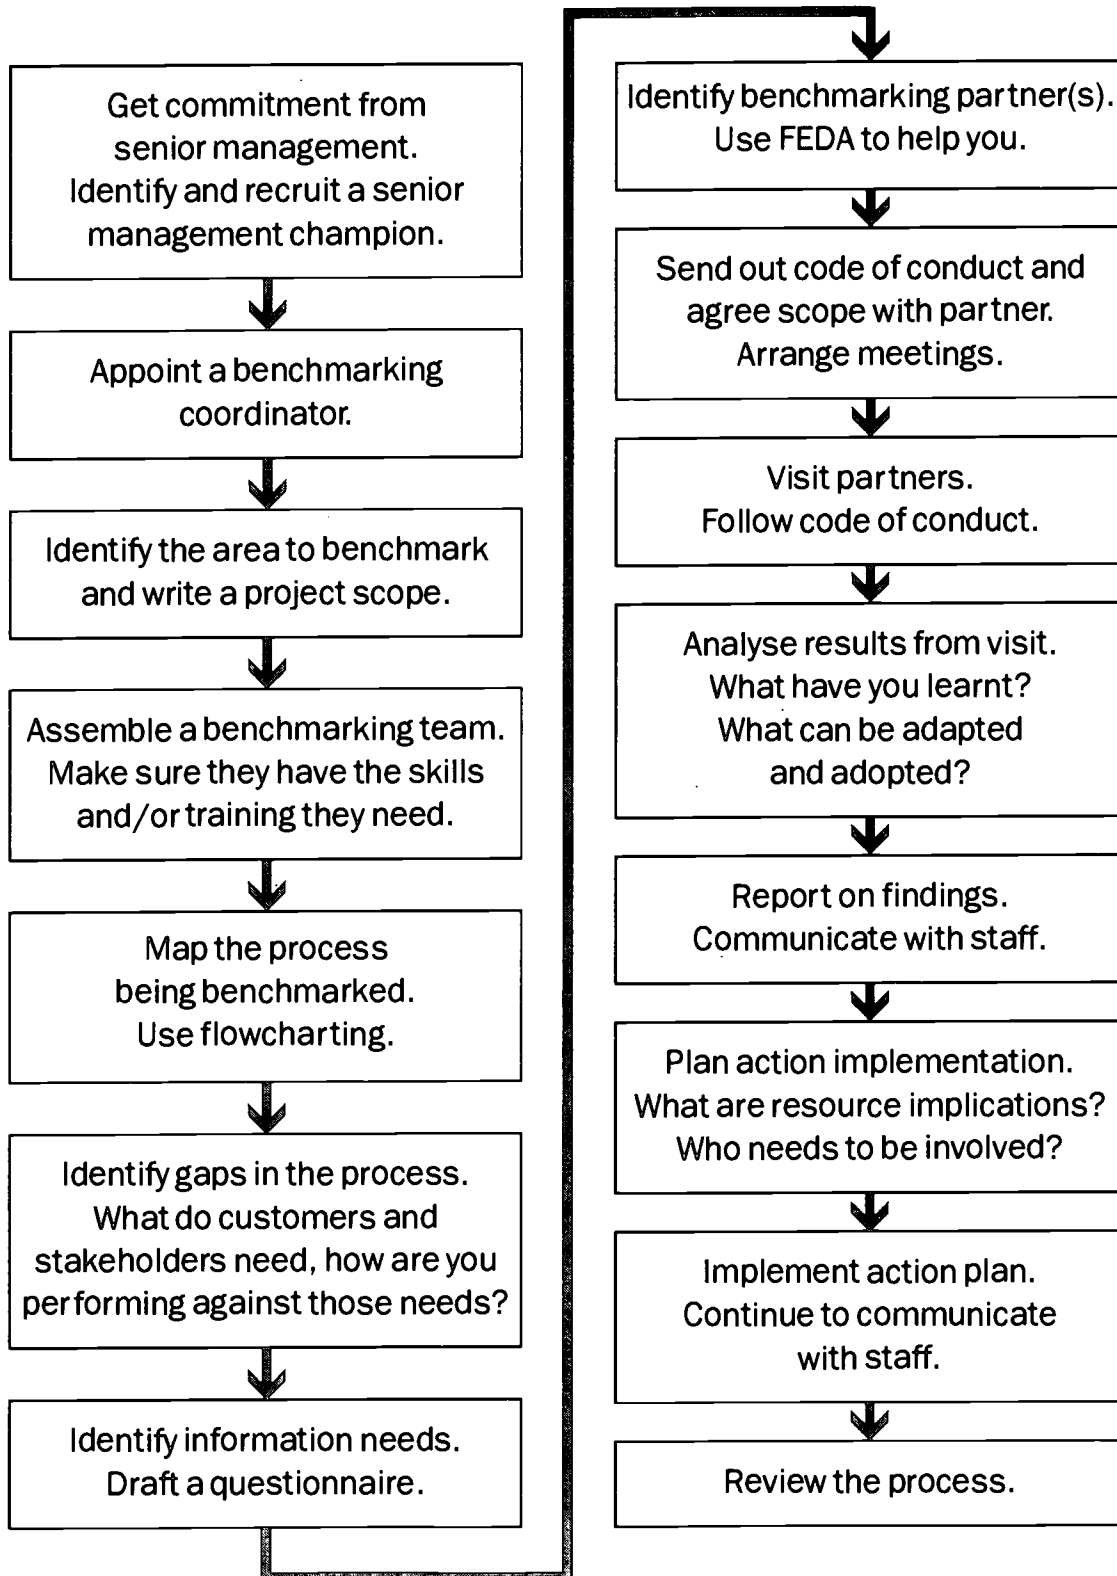 Get commitment from
senior management.
Identify and recruit a senior
management champion.
Appoint a benchmarking
coordinator.
Identify the area to benchmark
and write a project scope.
Assemble a benchmarking team.
Make sure they have the skills
and/or training they need.
Map the process
being benchmarked.
Use flowcharting.
Identify gaps in the process.
What do customers and
stakeholders need, how are you
performing against those needs?
Identify information needs.
Draft a questionnaire.
Identify benchmarking partner(s).
Use FEDA to help you.
Send out code of conduct and
agree scope with partner.
Arrange meetings.
Visit partners.
Follow code of conduct.
Analyse results from visit.
What have you learnt?
What can be adapted
and adopted?
Report on findings.
Communicate with staff.
Plan action implementation.
What are resource implications?
Who needs to be involved?
Implement action plan.
Continue to communicate
with staff.
Review the process.